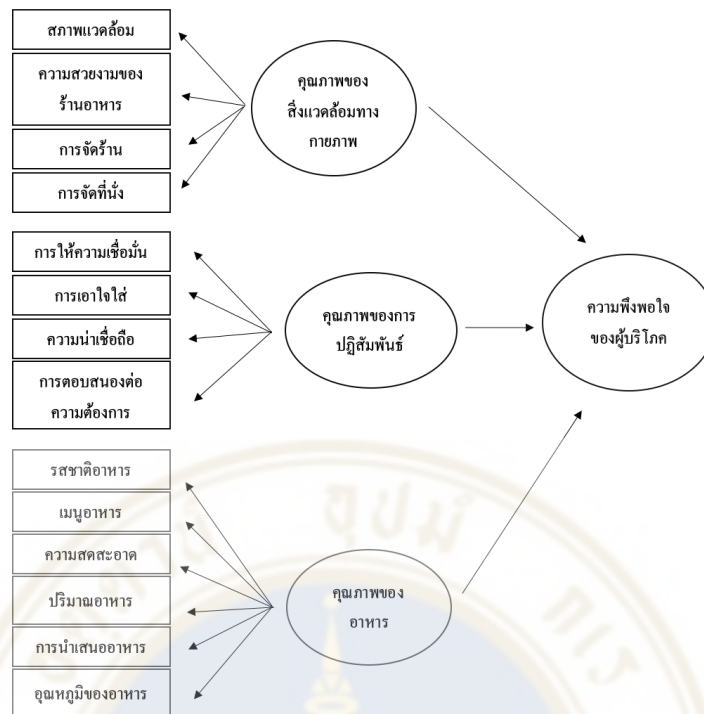 สภาพแวดล้อม
ความสวยงามของ
ร้านอาหาร
การจัดร้าน
การจัดที่นั่ง
คุณภาพของ
สิ่งแวดล้อมทาง
กายภาพ
การให้ความเชื่อมั่น
การเอาใจใส่
ความน่าเชื่อถือ
การตอบสนองต่อ
ความต้องการ
คุณภาพของการ
ปฏิสัมพันธ์
ความพึงพอใจ
ของผู้บริโภค
รสชาติอาหาร
เมนูอาหาร
ความสดสะอาด
ปริมาณอาหาร
การนำเสนออาหาร
อุณหภูมิของอาหาร
คุณภาพของ
อาหาร